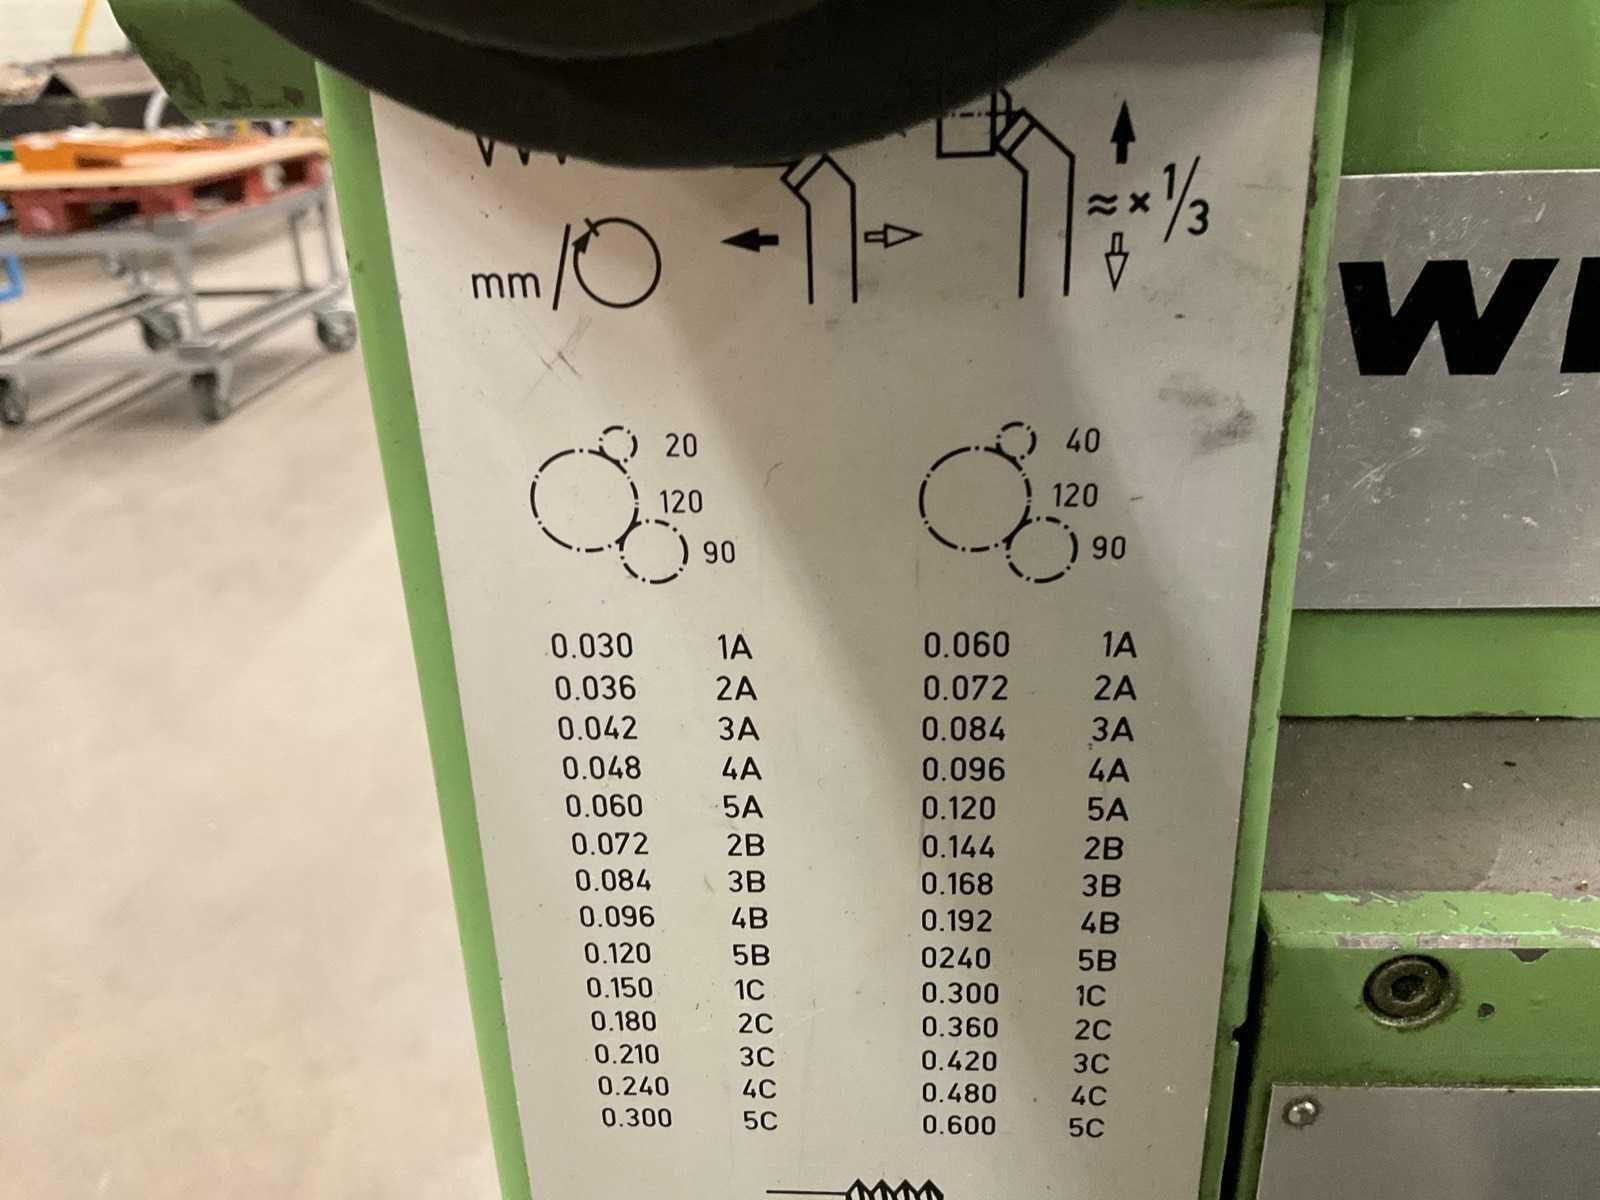 mm/
≈ × 1/3
WE
20 40
120 120
90 90
0.030 1A 0.060 1A
0.036 2A 0.072 2A
0.042 3A 0.084 3A
0.048 4A 0.096 4A
0.060 5A 0.120 5A
0.072 2B 0.144 2B
0.084 3B 0.168 3B
0.096 4B 0.192 4B
0.120 5B 0240 5B
0.150 1C 0.300 1C
0.180 2C 0.360 2C
0.210 3C 0.420 3C
0.240 4C 0.480 4C
0.300 5C 0.600 5C